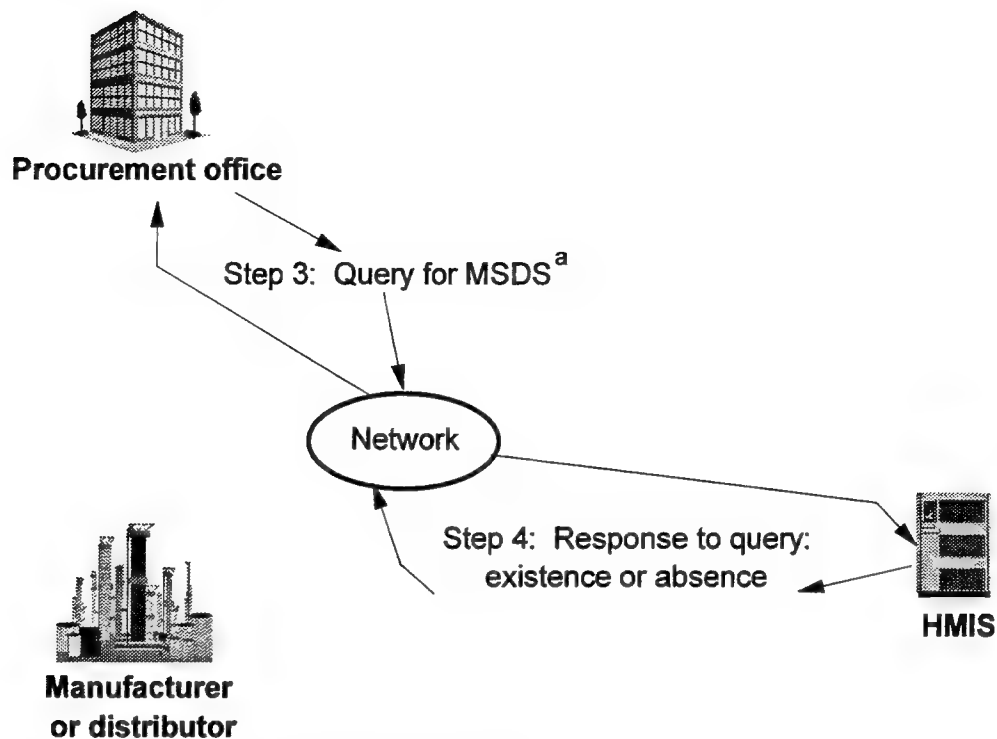 Procurement office
Step 3: Query for MSDS a
Network
Step 4: Response to query:
existence or absence
HMIS
Manufacturer
or distributor